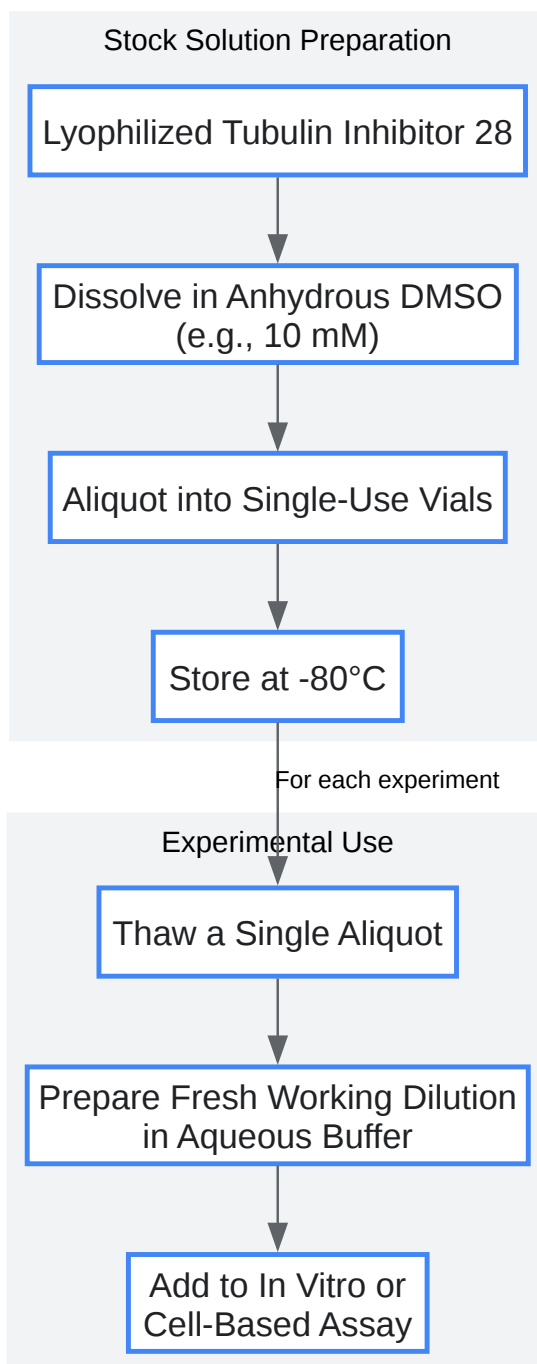 Stock Solution Preparation
Lyophilized Tubulin Inhibitor 28
Dissolve in Anhydrous DMSO
(e.g., 10 mM)
Aliquot into Single-Use Vials
Store at -80°C
For each experiment
Experimental Use
Thaw a Single Aliquot
Prepare Fresh Working Dilution
in Aqueous Buffer
Add to In Vitro or
Cell-Based Assay